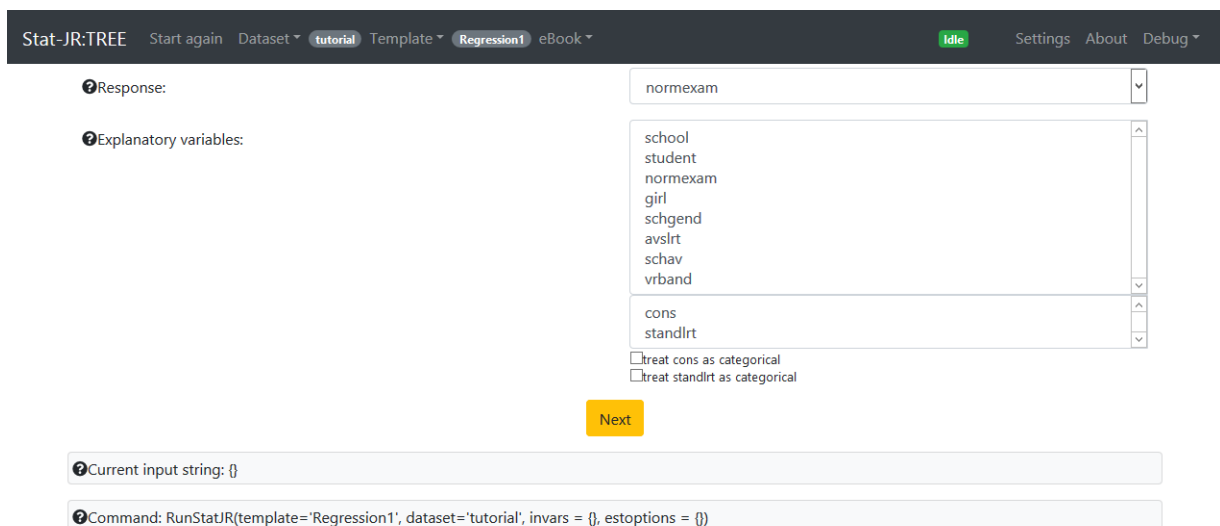 Stat-JR:TREE Start again Dataset tutorial Template Regression1 eBook Idle Settings About Debug
Response: normexam
Explanatory variables:
school
student
normexam
girl
schgend
avslrt
schav
vrband
cons
standlrt
treat cons as categorical
treat standlrt as categorical
Next
Current input string: {}
Command: RunStatJR(template='Regression1', dataset='tutorial', invars = {}, estoptions = {})